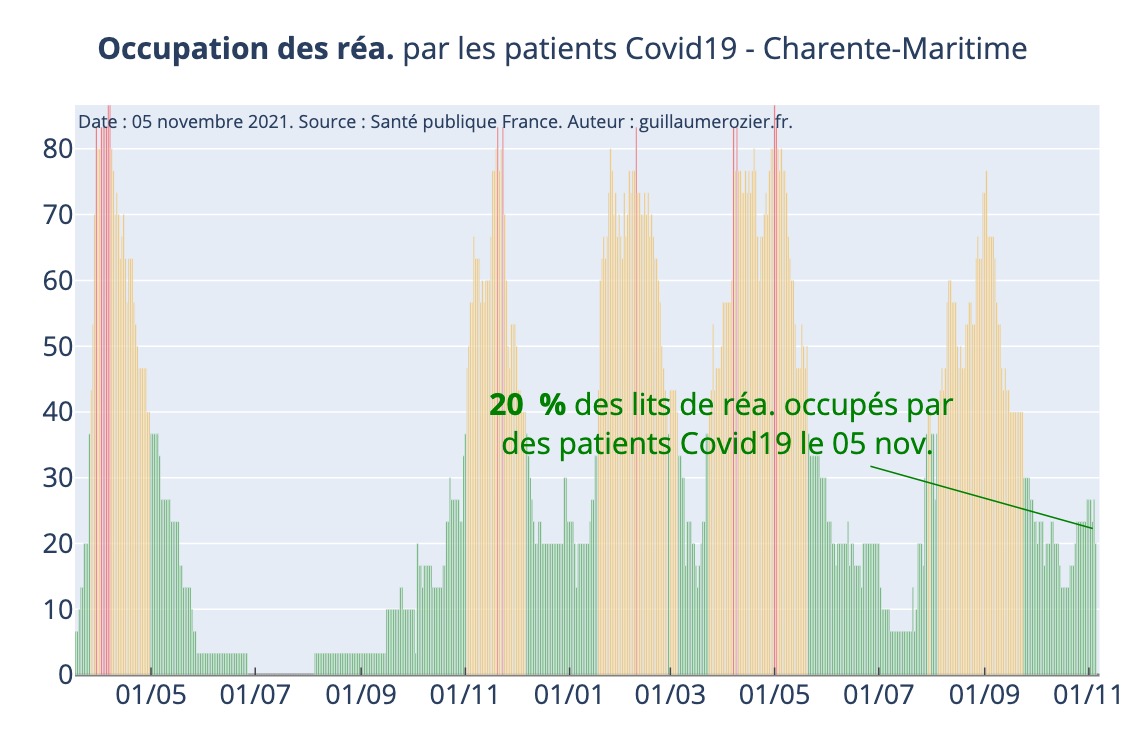 Occupation des réa. par les patients Covid19 - Charente-Maritime
Date : 05 novembre 2021. Source : Santé publique France. Auteur : guillaumerozier.fr.
80
70
60
50
40
30
20
10
0
20 % des lits de réa. occupés par
des patients Covid19 le 05 nov.
01/05 01/07 01/09 01/11 01/01 01/03 01/05 01/07 01/09 01/11